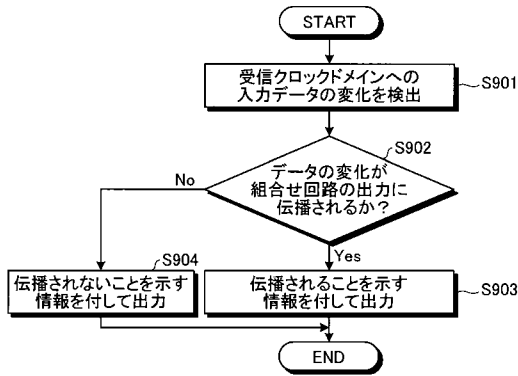 START
受信クロックドメインへの
入力データの変化を検出
S901
S902
データの変化が
組合せ回路の出力に
伝播されるか？
No
Yes
S904
伝播されないことを示す
情報を付して出力
伝播されることを示す
情報を付して出力
S903
END